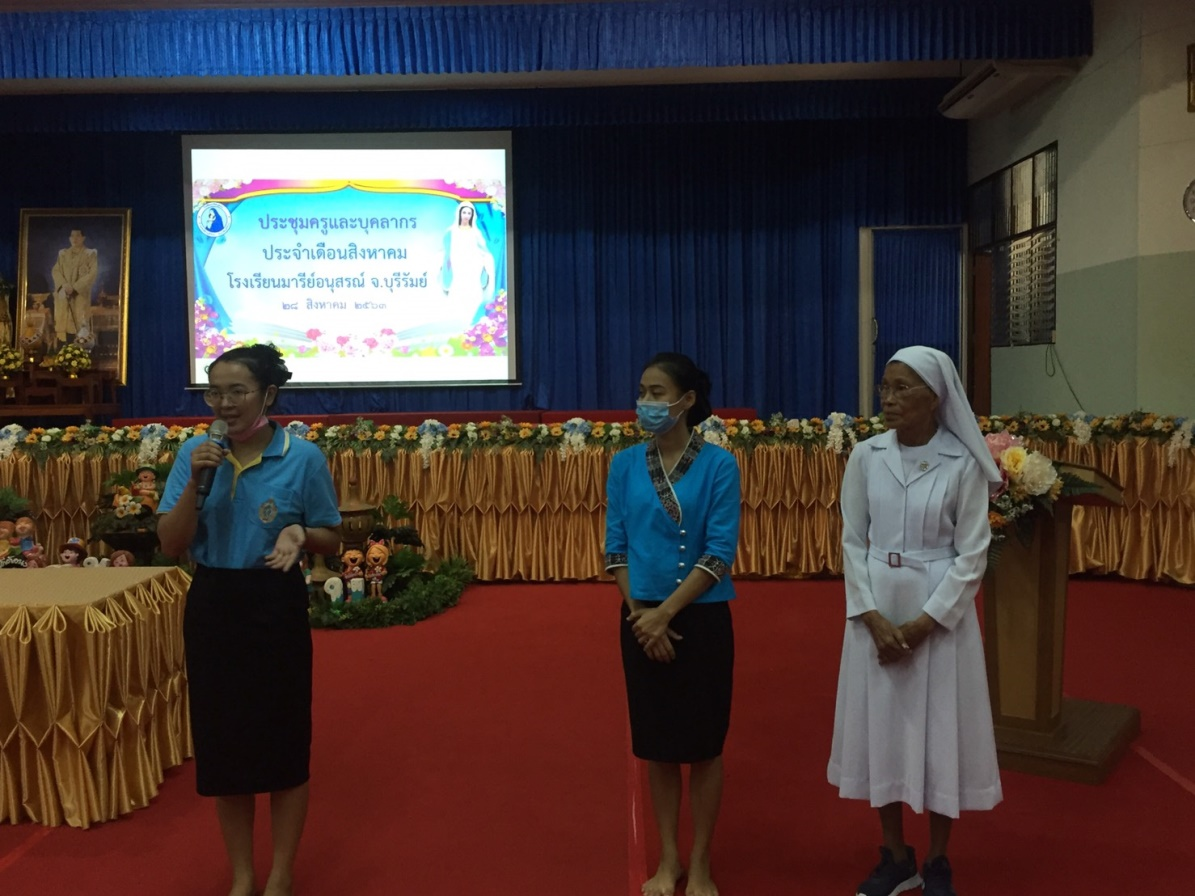 ประชุมครูและบุคลากร
ประจำเดือนสิงหาคม
โรงเรียนมารีย์อนุสรณ์ จ.บุรีรัมย์
๒๘ สิงหาคม ๒๕๖๓